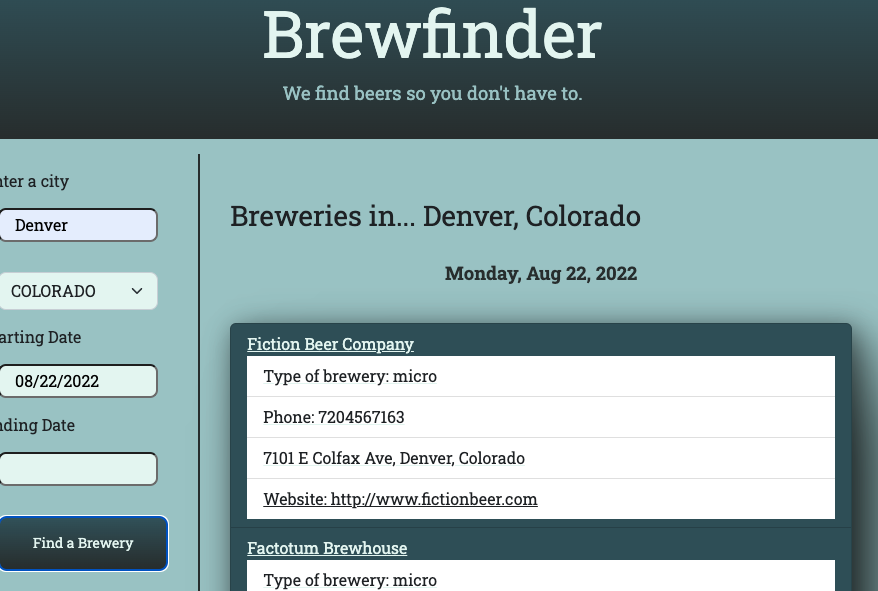 Brewfinder
We find beers so you don't have to.
nter a city
Denver
COLORADO
arting Date
08/22/2022
nding Date
Find a Brewery
Breweries in... Denver, Colorado
Monday, Aug 22, 2022
Fiction Beer Company
Type of brewery: micro
Phone: 7204567163
7101 E Colfax Ave, Denver, Colorado
Website: http://www.fictionbeer.com
Factotum Brewhouse
Type of brewery: micro